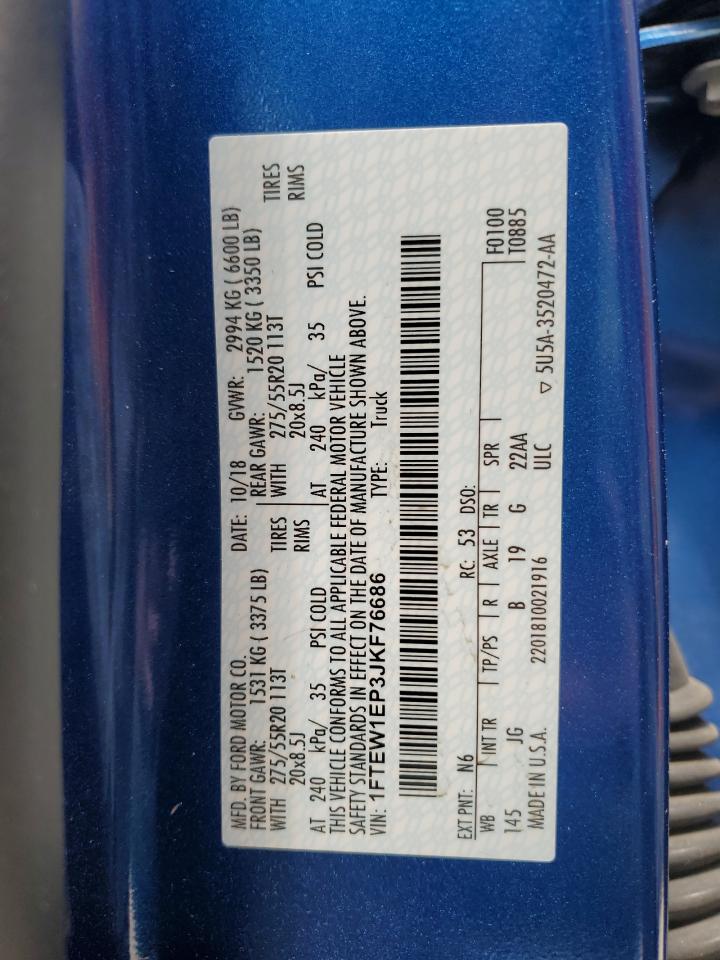 MFD. BY FORD MOTOR CO. DATE: 10/18 GVWR: 2994 KG ( 6600 LB)
FRONT GAWR: 1531 KG ( 3375 LB) REAR GAWR: 1520 KG ( 3350 LB)
WITH 275/55R20 113T TIRES WITH 275/55R20 113T TIRES
20x8.5J RIMS 20x8.5J RIMS
AT 240 kPa/ 35 PSI COLD AT 240 kPa/ 35 PSI COLD
THIS VEHICLE CONFORMS TO ALL APPLICABLE FEDERAL MOTOR VEHICLE
SAFETY STANDARDS IN EFFECT ON THE DATE OF MANUFACTURE SHOWN ABOVE.
VIN: 1FTEW1EP3JKF76686 TYPE: Truck
EXT PNT: N6 RC: 53 DSO:
WB INT TR TP/PS R AXLE TR SPR F0100
145 JG B 19 G 22AA T0885
MADE IN U.S.A. 2201810021916 ULC ▽ 5U5A-3520472-AA